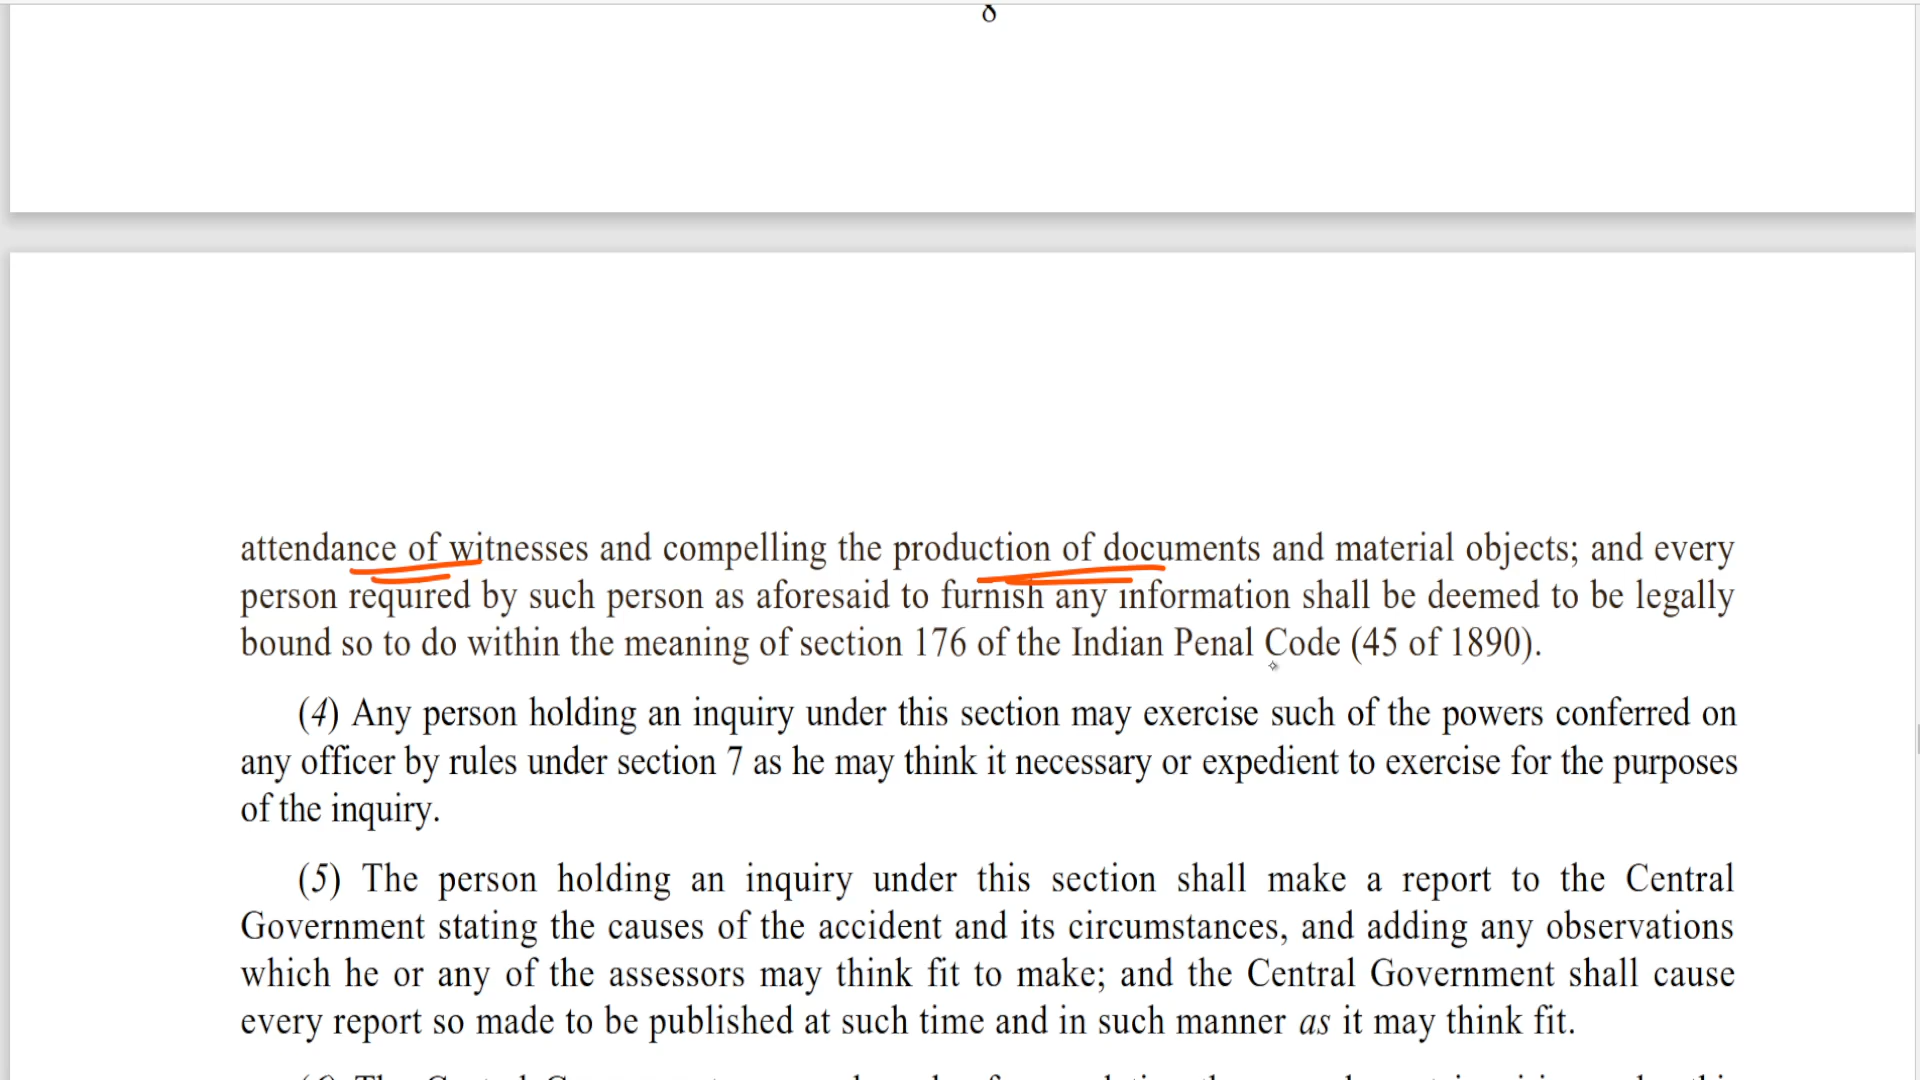 8
attendance of witnesses and compelling the production of documents and material objects; and every
person required by such person as aforesaid to furnish any information shall be deemed to be legally
bound so to do within the meaning of section 176 of the Indian Penal Code (45 of 1890).
(4) Any person holding an inquiry under this section may exercise such of the powers conferred on
any officer by rules under section 7 as he may think it necessary or expedient to exercise for the purposes
of the inquiry.
(5) The person holding an inquiry under this section shall make a report to the Central
Government stating the causes of the accident and its circumstances, and adding any observations
which he or any of the assessors may think fit to make; and the Central Government shall cause
every report so made to be published at such time and in such manner as it may think fit.